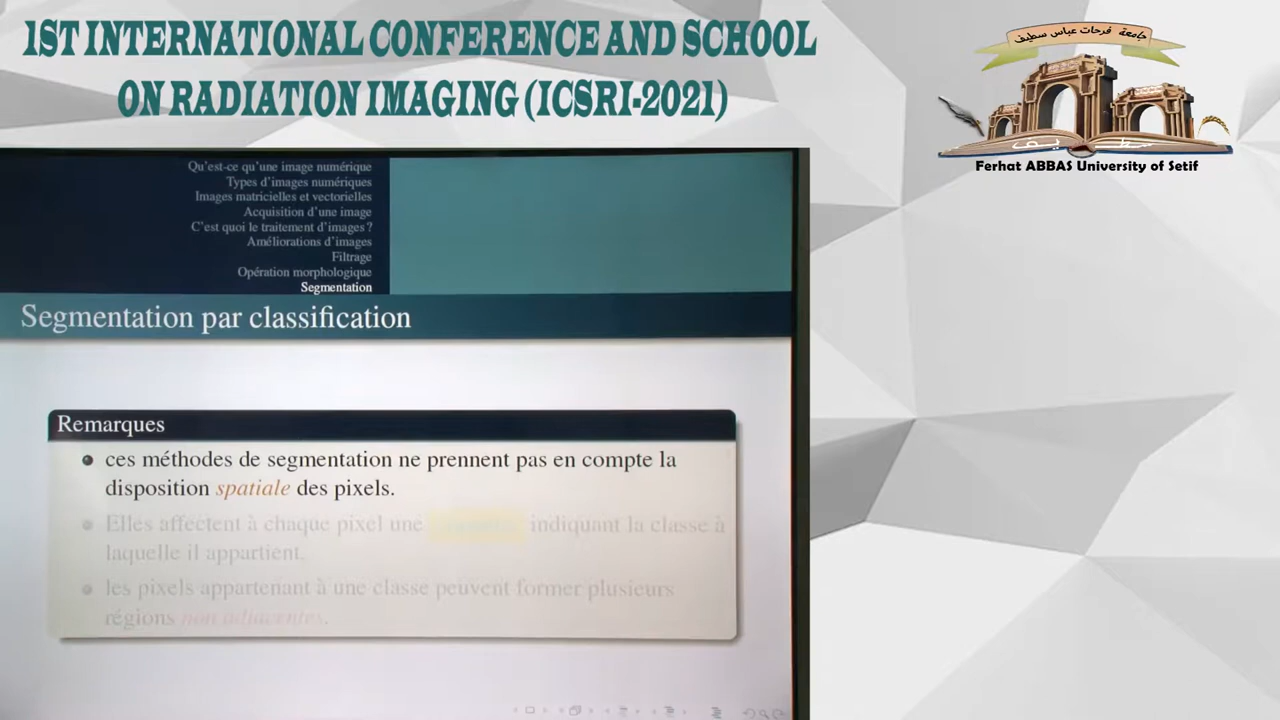 1ST INTERNATIONAL CONFERENCE AND SCHOOL
ON RADIATION IMAGING (ICSRI-2021)
جامعة فرحات عباس سطيف
Ferhat ABBAS University of Setif
Qu'est-ce qu'une image numérique
Types d'images numériques
Images matricielles et vectorielles
Acquisition d'une image
C'est quoi le traitement d'images ?
Améliorations d'images
Filtrage
Opération morphologique
Segmentation
Segmentation par classification
Remarques
ces méthodes de segmentation ne prennent pas en compte la
disposition spatiale des pixels.
Elles affectent à chaque pixel une indiquant la classe à
laquelle il appartient.
les pixels appartenant à une classe peuvent former plusieurs
régions non adjacentes.